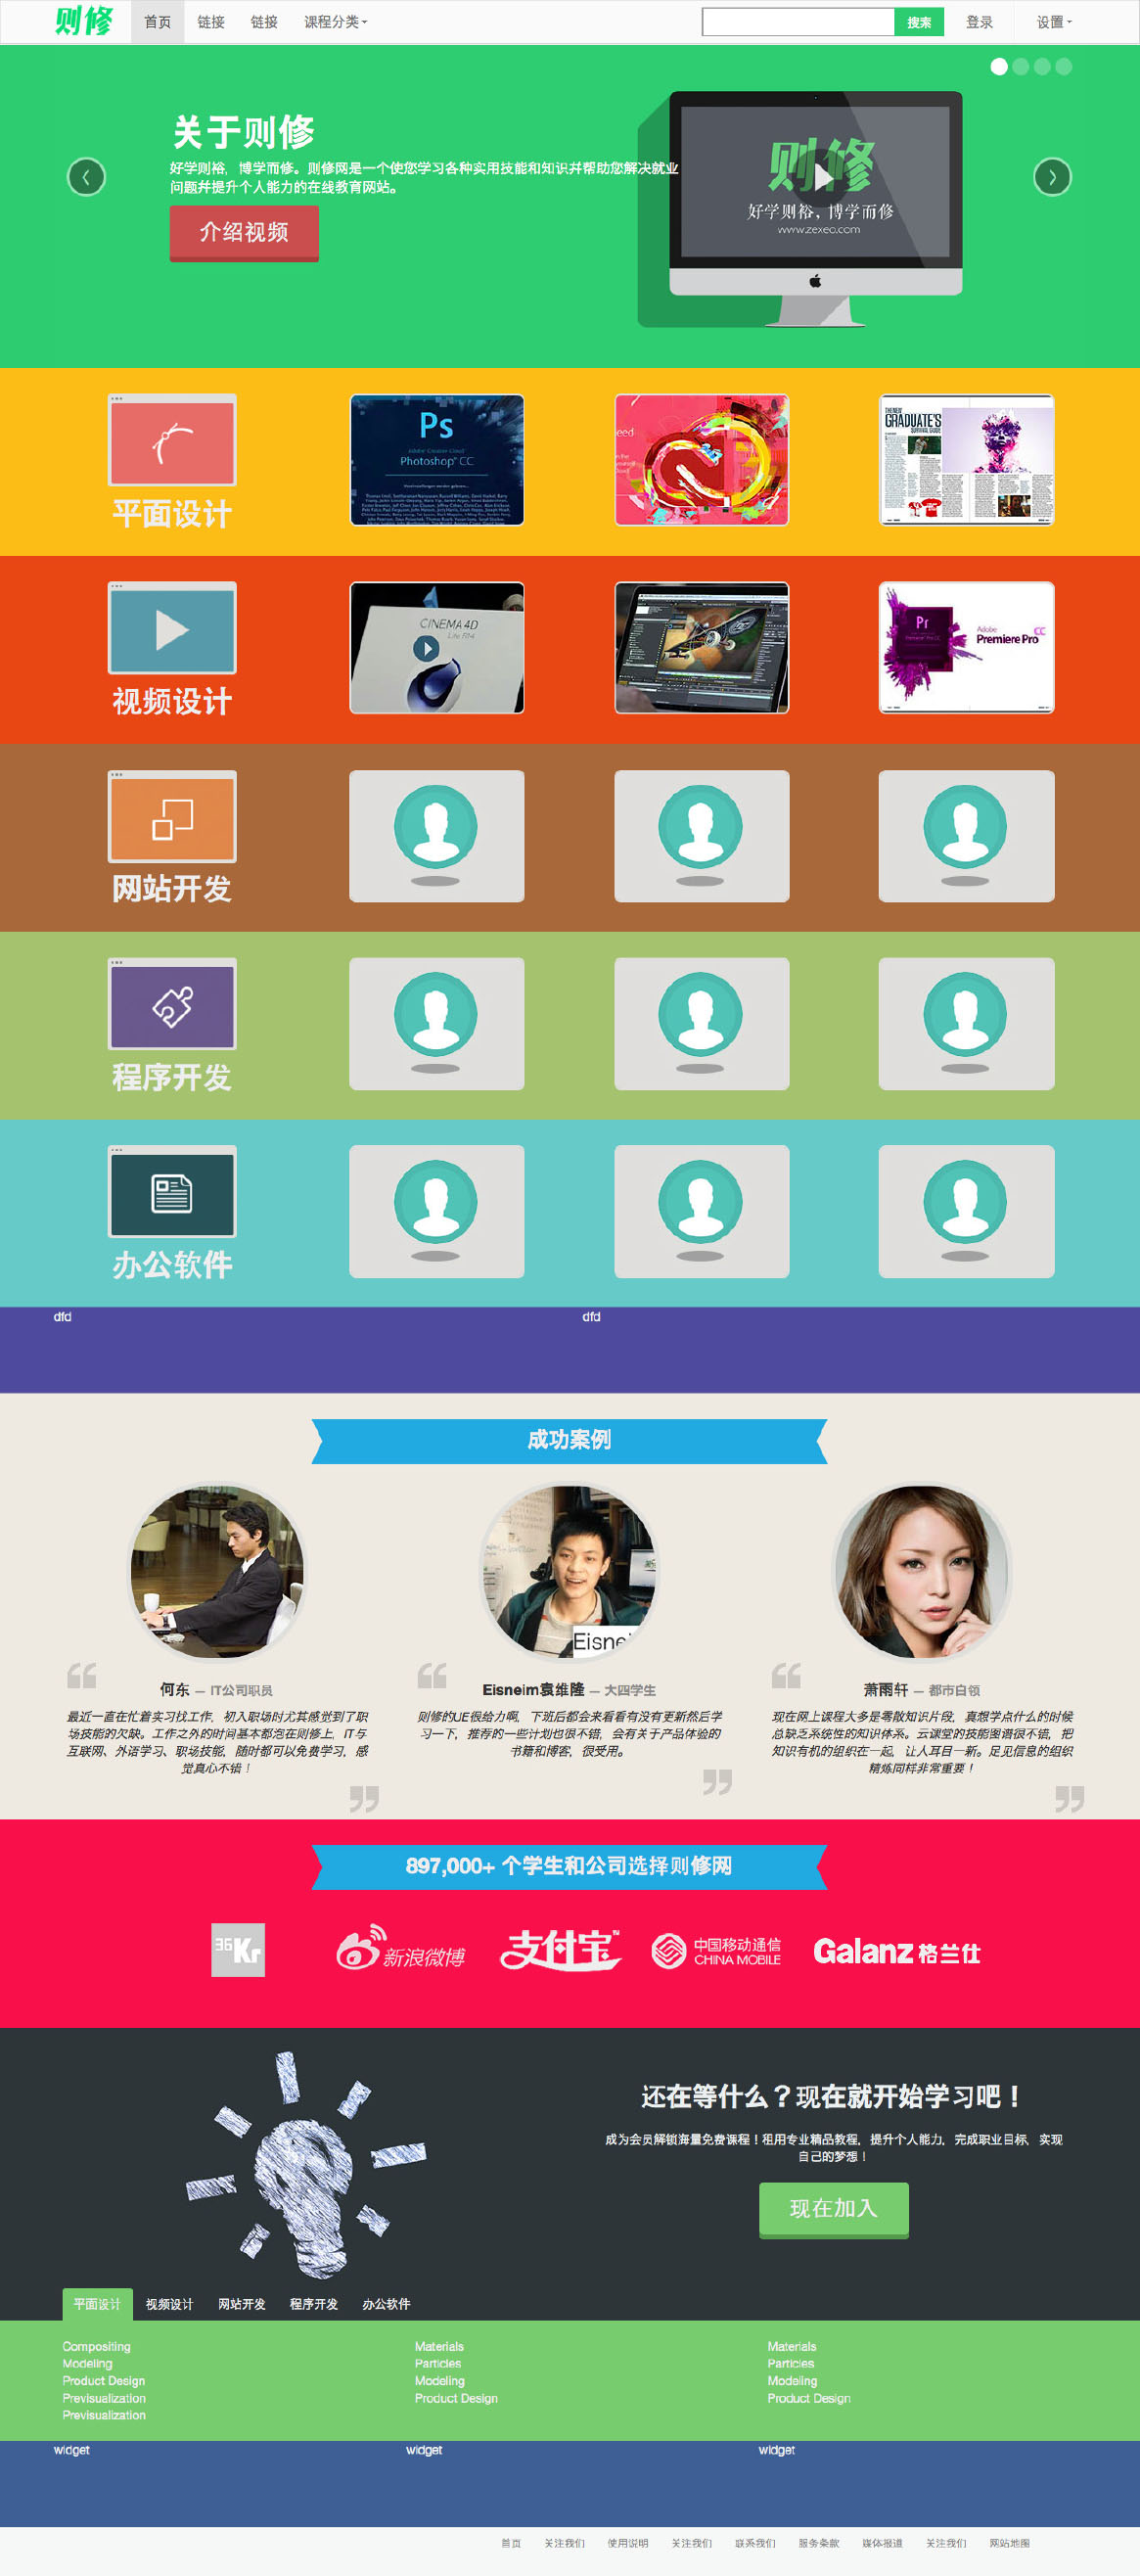 则修 首页 链接 链接 课程分类 搜索 登录 设置
关于则修
好学则裕，博学而修。则修网是一个使您学习各种实用技能和知识并帮助您解决就业
问题并提升个人能力的在线教育网站。
介绍视频
则修
好学则裕，博学而修
www.zexeo.com
平面设计
Ps
Adobe Creative Cloud
Photoshop CC
eed
THE NEW
GRADUATE'S
SURVIVAL GUIDE
视频设计
CINEMA 4D
Lite R14
Pr
Adobe
Premiere Pro CC
网站开发
程序开发
办公软件
dfd dfd
成功案例
Eisne
何东 — IT公司职员
最近一直在忙着实习找工作，初入职场时尤其感觉到了职
场技能的欠缺。工作之外的时间基本都泡在则修上，IT与
互联网、外语学习、职场技能，随时都可以免费学习，感
觉真心不错！
Eisneim袁维隆 — 大四学生
则修的UE很给力啊，下班后都会来看看有没有更新然后学
习一下，推荐的一些计划也很不错，会有关于产品体验的
书籍和博客，很受用。
萧雨轩 — 都市白领
现在网上课程大多是零散知识片段，真想学点什么的时候
总缺乏系统性的知识体系。云课堂的技能图谱很不错，把
知识有机的组织在一起，让人耳目一新。足见信息的组织
精炼同样非常重要！
897,000+ 个学生和公司选择则修网
36Kr
新浪微博
支付宝
中国移动通信
CHINA MOBILE
Galanz 格兰仕
还在等什么？现在就开始学习吧！
成为会员解锁海量免费课程！租用专业精品教程，提升个人能力，完成职业目标，实现
自己的梦想！
现在加入
平面设计 视频设计 网站开发 程序开发 办公软件
Compositing
Modeling
Product Design
Previsualization
Previsualization
Materials
Particles
Modeling
Product Design
Materials
Particles
Modeling
Product Design
widget widget widget
首页 关注我们 使用说明 关注我们 联系我们 服务条款 媒体报道 关注我们 网站地图